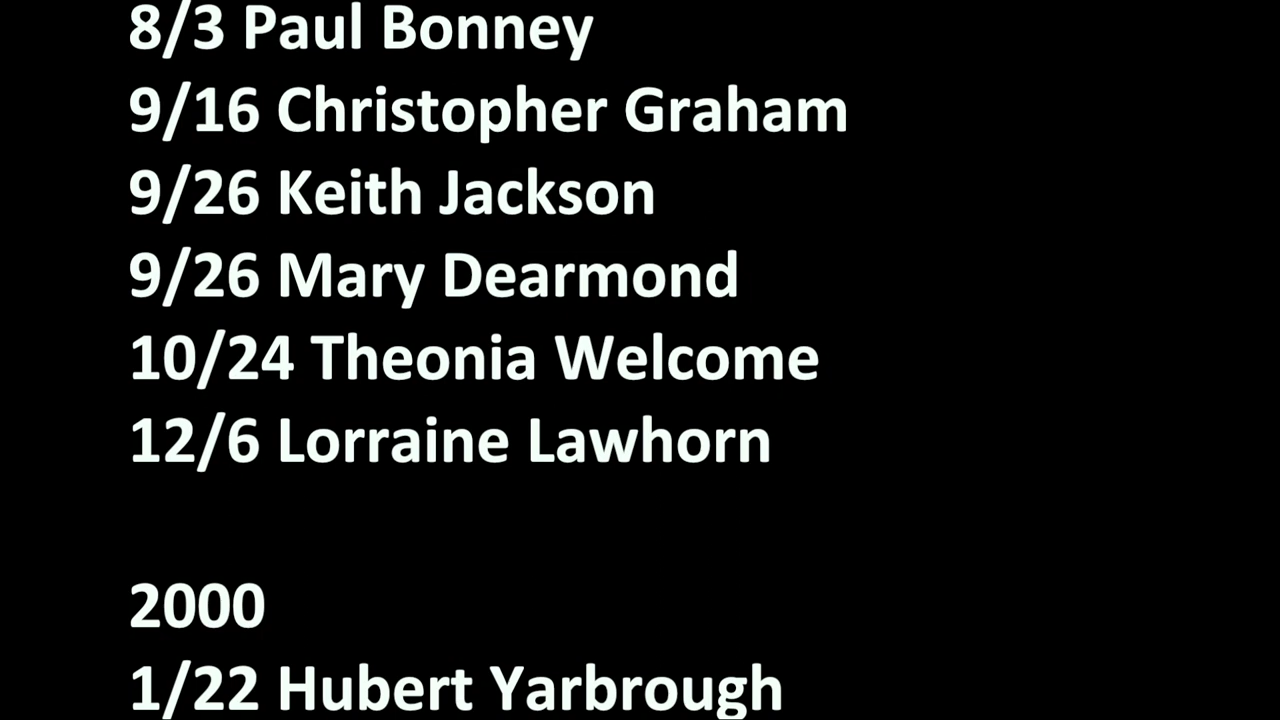 8/3 Paul Bonney
9/16 Christopher Graham
9/26 Keith Jackson
9/26 Mary Dearmond
10/24 Theonia Welcome
12/6 Lorraine Lawhorn
2000
1/22 Hubert Yarbrough